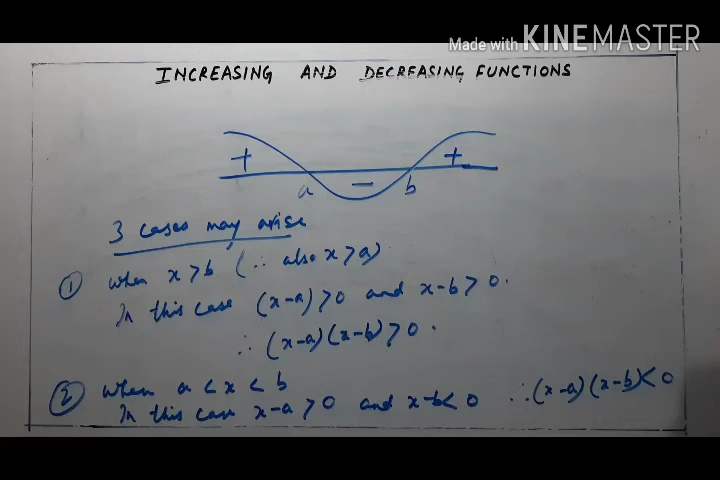 Made with KINEMASTER
INCREASING AND DECREASING FUNCTIONS
+ − +
a b
3 cases may arise
① when x > b (∴ also x > a)
In this case (x-a) > 0 and x-b > 0.
∴ (x-a)(x-b) > 0.
② when a < x < b
In this case x-a > 0 and x-b < 0 ∴ (x-a)(x-b) < 0